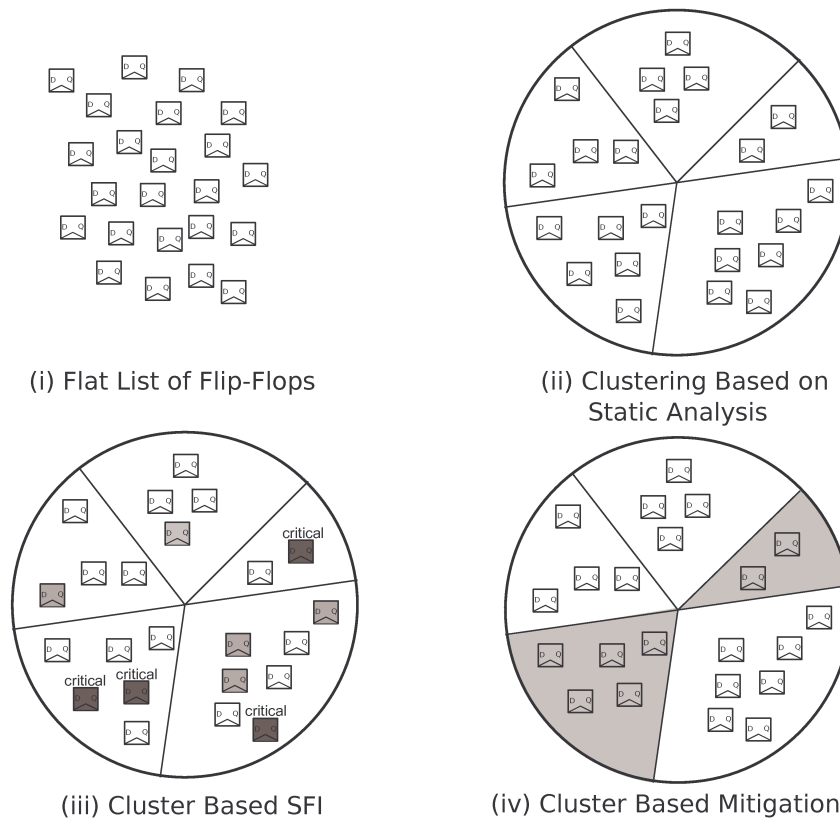 (i) Flat List of Flip-Flops
(ii) Clustering Based on
Static Analysis
critical
critical
critical
critical
(iii) Cluster Based SFI
(iv) Cluster Based Mitigation